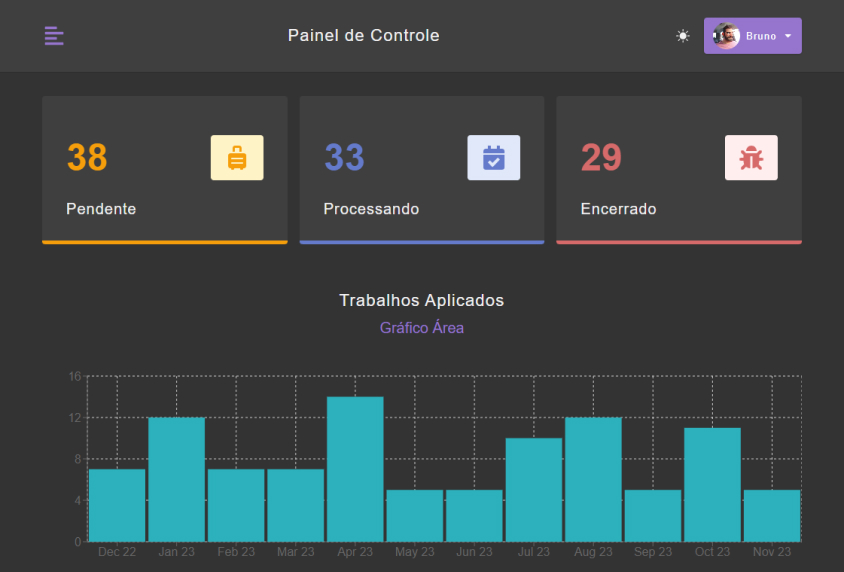 Painel de Controle
Bruno
38
33
29
Pendente
Processando
Encerrado
Trabalhos Aplicados
Gráfico Área
16
12
8
4
0
Dec 22 Jan 23 Feb 23 Mar 23 Apr 23 May 23 Jun 23 Jul 23 Aug 23 Sep 23 Oct 23 Nov 23